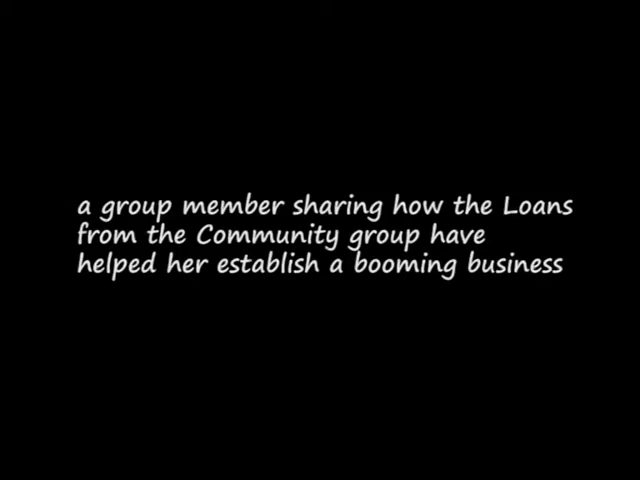 a group member sharing how the Loans
from the Community group have
helped her establish a booming business